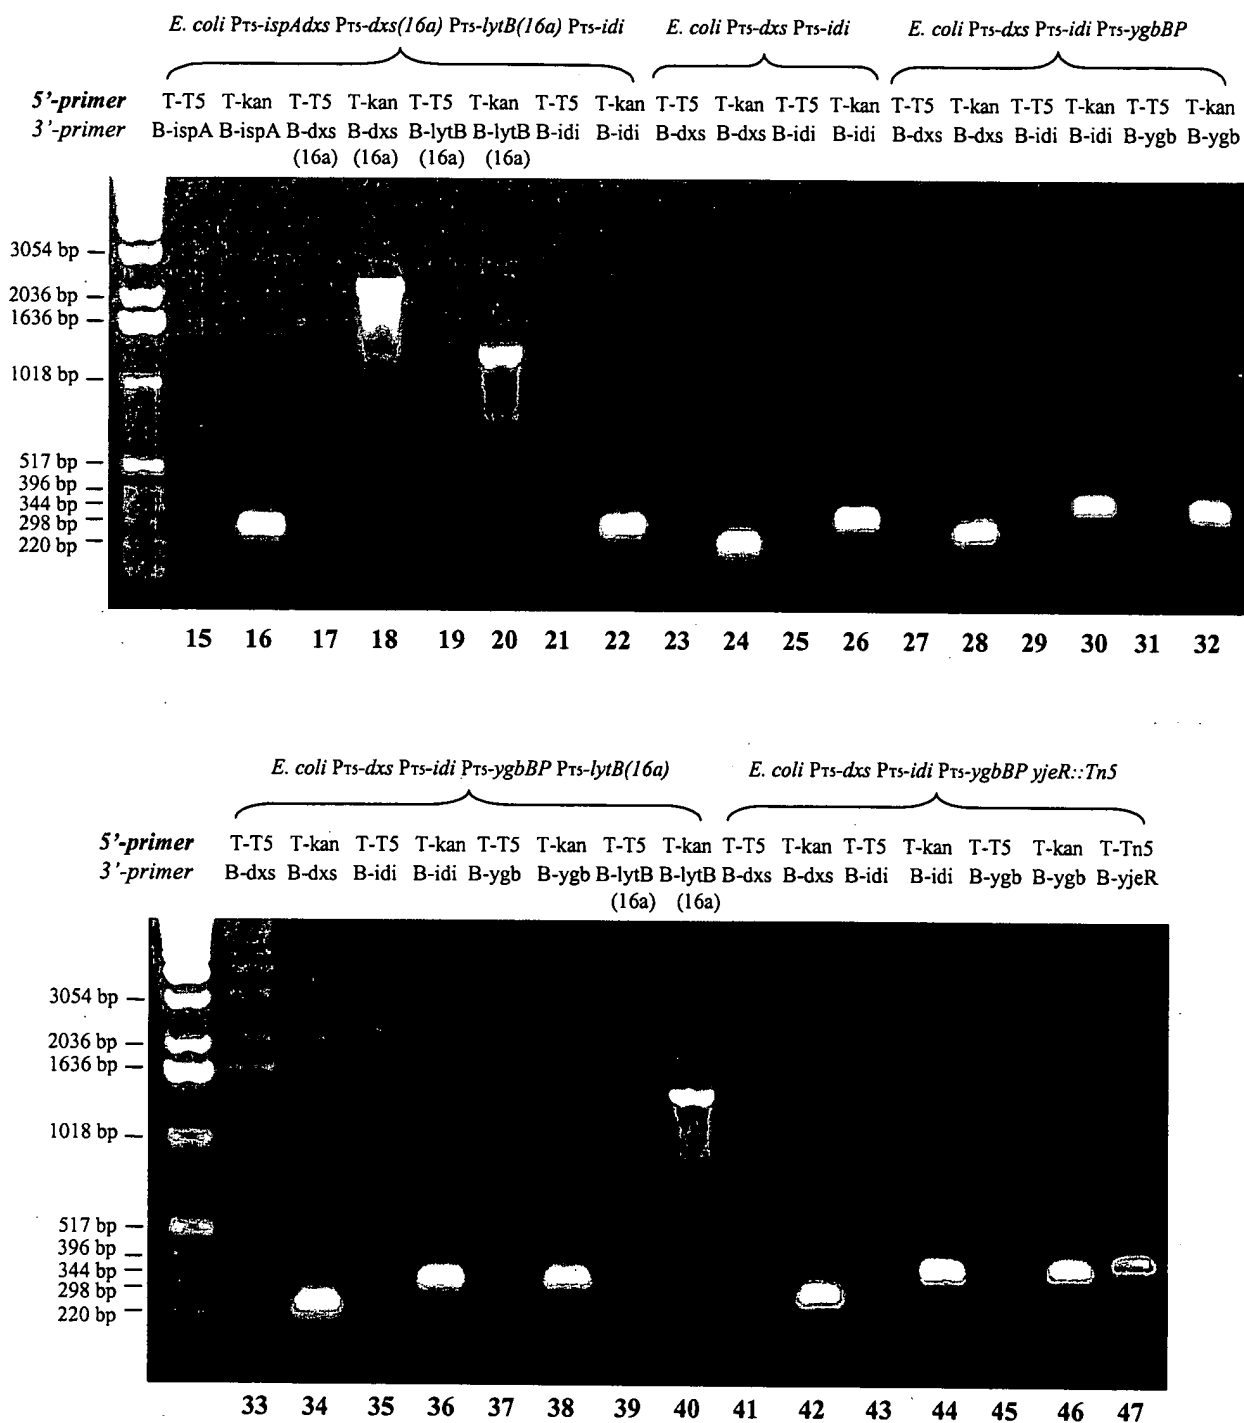 E. coli PT5-ispAdxs PT5-dxs(16a) PT5-lytB(16a) PT5-idi E. coli PT5-dxs PT5-idi E. coli PT5-dxs PT5-idi PT5-ygbBP
5'-primer T-T5 T-kan T-T5 T-kan T-T5 T-kan T-T5 T-kan T-T5 T-kan T-T5 T-kan T-T5 T-kan T-T5 T-kan T-T5 T-kan
3'-primer B-ispA B-ispA B-dxs B-dxs B-lytB B-lytB B-idi B-idi B-dxs B-dxs B-idi B-idi B-dxs B-dxs B-idi B-idi B-ygb B-ygb
(16a) (16a) (16a) (16a)
3054 bp
2036 bp
1636 bp
1018 bp
517 bp
396 bp
344 bp
298 bp
220 bp
15 16 17 18 19 20 21 22 23 24 25 26 27 28 29 30 31 32
E. coli PT5-dxs PT5-idi PT5-ygbBP PT5-lytB(16a) E. coli PT5-dxs PT5-idi PT5-ygbBP yjeR::Tn5
5'-primer T-T5 T-kan T-T5 T-kan T-T5 T-kan T-T5 T-kan T-T5 T-kan T-T5 T-kan T-T5 T-kan T-Tn5
3'-primer B-dxs B-dxs B-idi B-idi B-ygb B-ygb B-lytB B-lytB B-dxs B-dxs B-idi B-idi B-ygb B-ygb B-yjeR
(16a) (16a)
3054 bp
2036 bp
1636 bp
1018 bp
517 bp
396 bp
344 bp
298 bp
220 bp
33 34 35 36 37 38 39 40 41 42 43 44 45 46 47